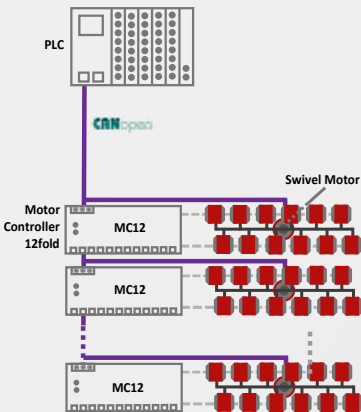 PLC
CANopen
Swivel Motor
Motor
Controller
12fold
MC12
MC12
MC12